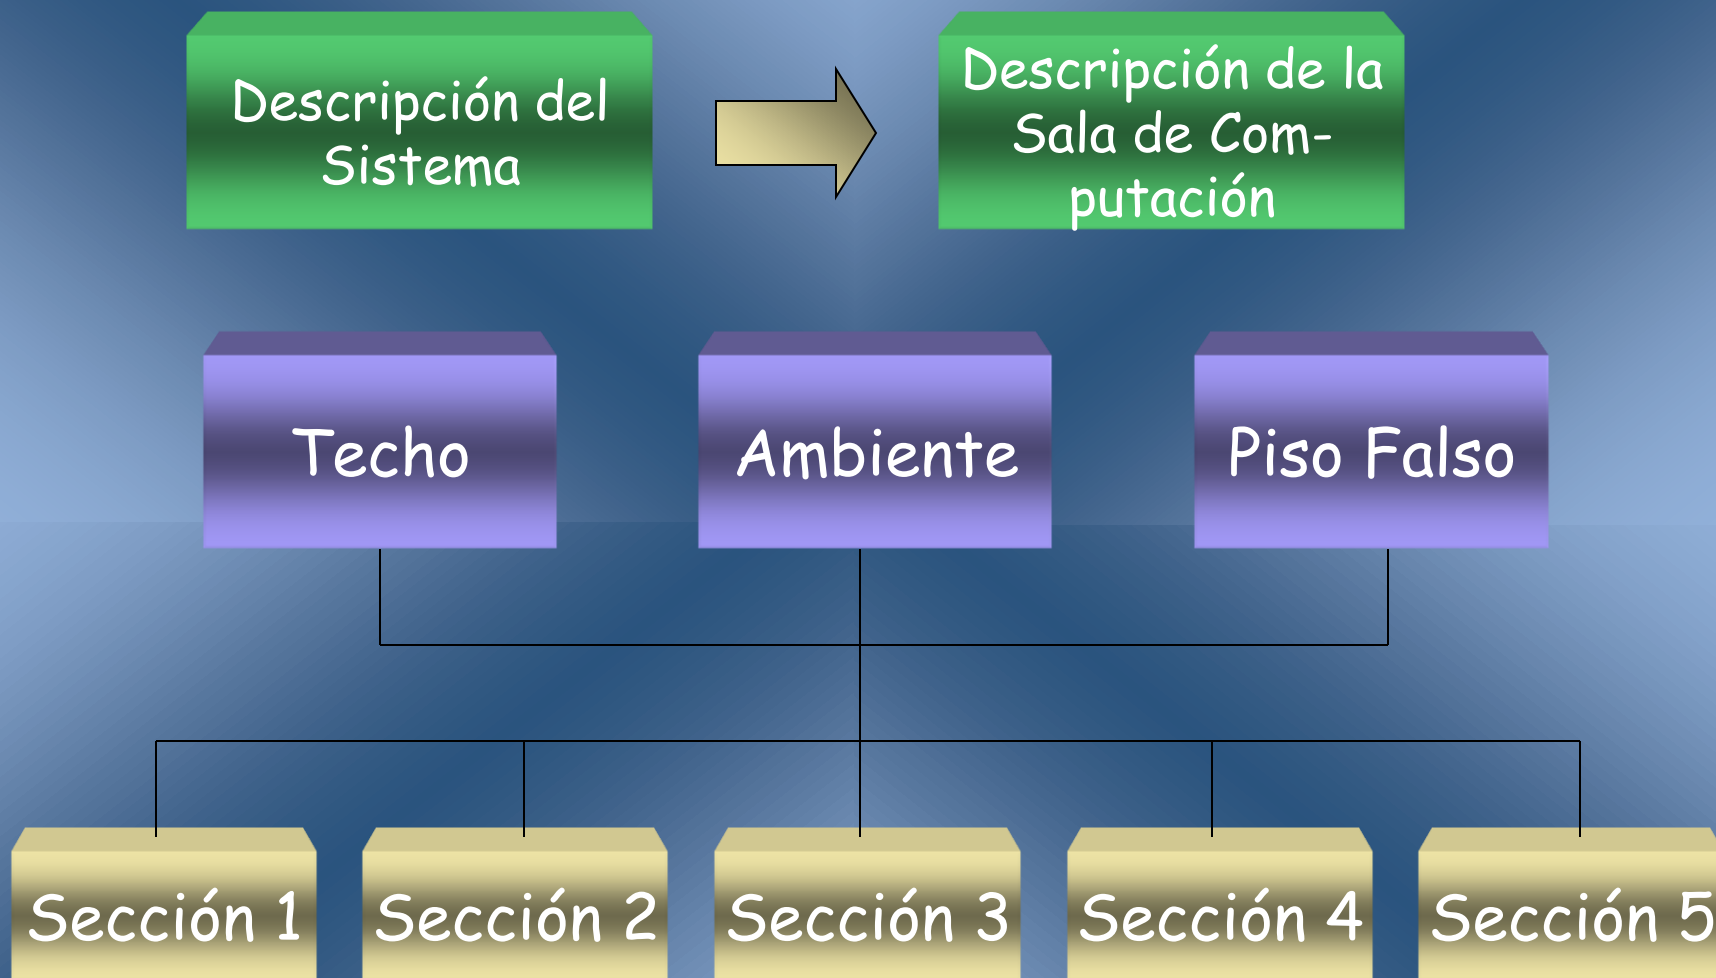 Descripción del
Sistema
Descripción de la
Sala de Com-
putación
Techo
Ambiente
Piso Falso
Sección 1
Sección 2
Sección 3
Sección 4
Sección 5